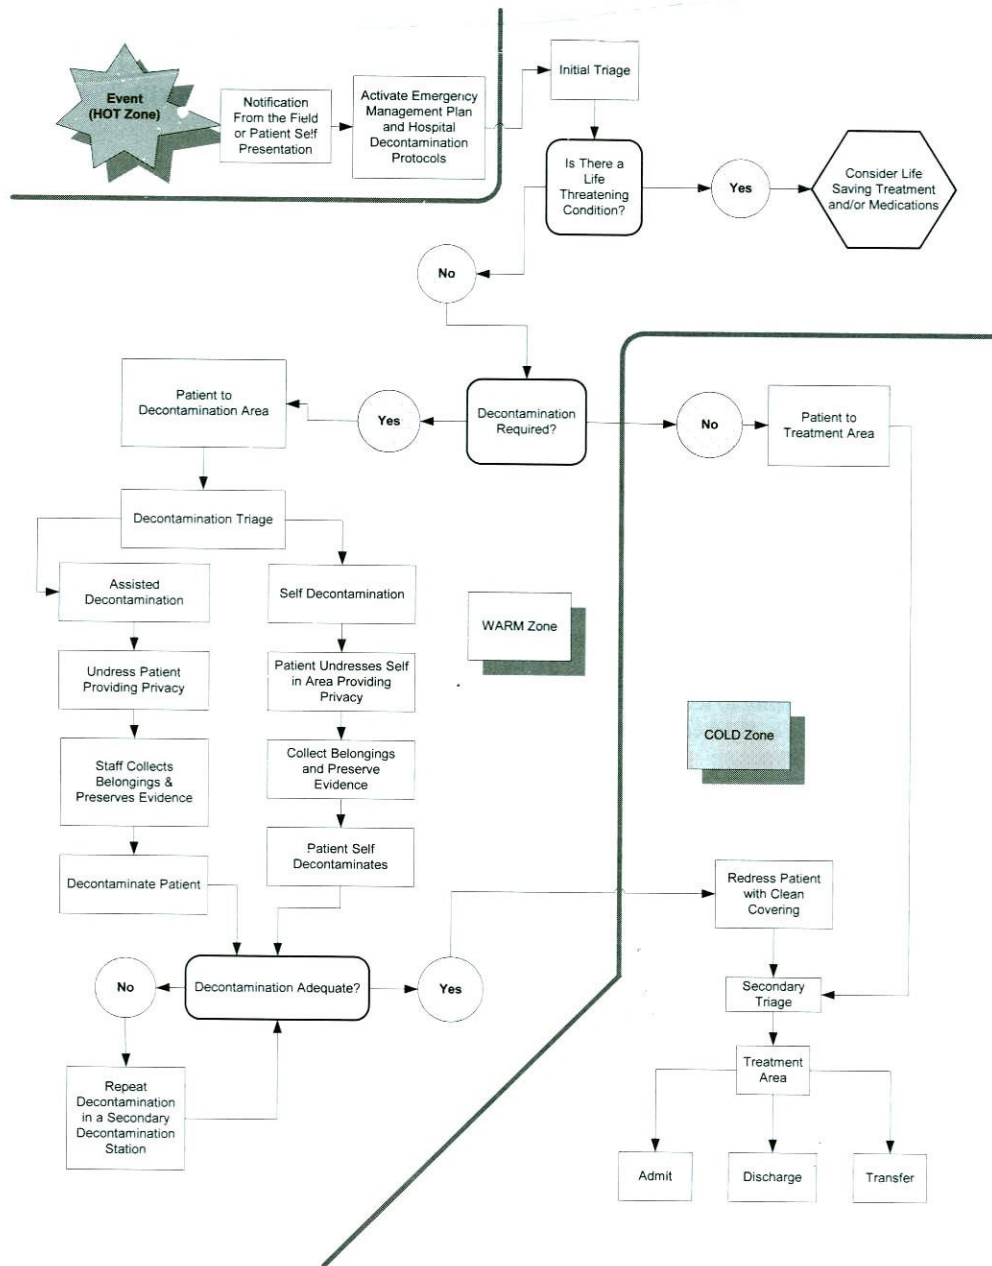 Event
(HOT Zone)
Notification
From the Field
or Patient Self
Presentation
Activate Emergency
Management Plan
and Hospital
Decontamination
Protocols
Initial Triage
Is There a
Life
Threatening
Condition?
Yes
Consider Life
Saving Treatment
and/or Medications
No
Decontamination
Required?
Yes
Patient to
Decontamination Area
No
Patient to
Treatment Area
Decontamination Triage
Assisted
Decontamination
Self Decontamination
WARM Zone
Undress Patient
Providing Privacy
Patient Undresses Self
in Area Providing
Privacy
COLD Zone
Staff Collects
Belongings &
Preserves Evidence
Collect Belongings
and Preserve
Evidence
Patient Self
Decontaminates
Decontaminate Patient
Redress Patient
with Clean
Covering
No
Decontamination Adequate?
Yes
Secondary
Triage
Repeat
Decontamination
in a Secondary
Decontamination
Station
Treatment
Area
Admit
Discharge
Transfer